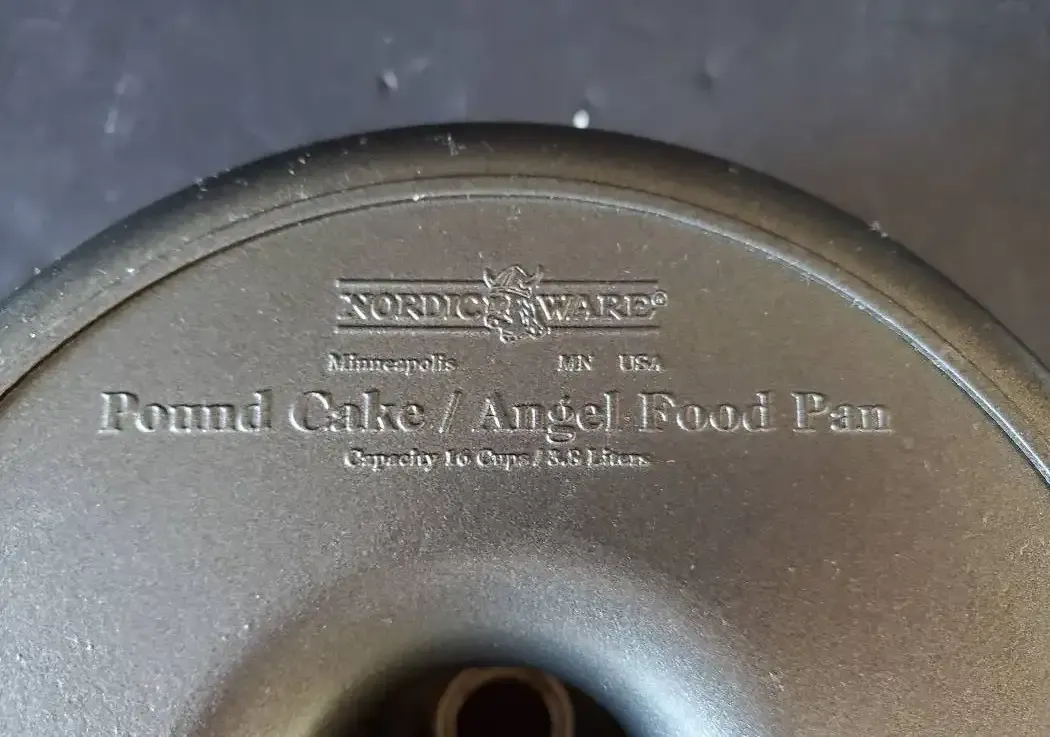 NORDIC WARE®
Minneapolis MN USA
Pound Cake / Angel Food Pan
Capacity 16 Cups / 3.8 Liters